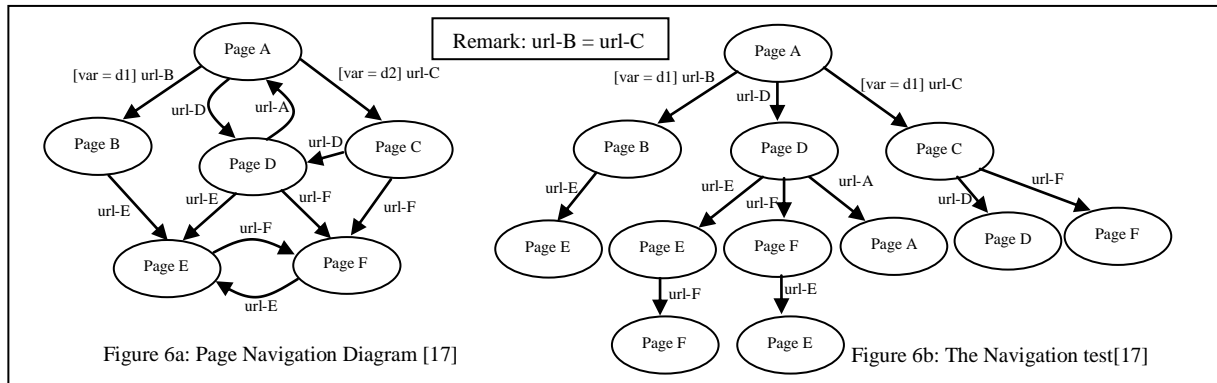 Remark: url-B = url-C
Page A
[var = d1] url-B
[var = d2] url-C
url-D
url-A
Page B
Page D
url-D
Page C
url-E
url-E
url-F
url-F
Page E
url-F
Page F
url-E
Figure 6a: Page Navigation Diagram [17]
Page A
[var = d1] url-B
url-D
[var = d1] url-C
Page B
Page D
Page C
url-E
url-E
url-F
url-A
url-D
url-F
Page E
Page E
Page F
Page A
Page D
Page F
url-F
url-E
Page F
Page E
Figure 6b: The Navigation test[17]